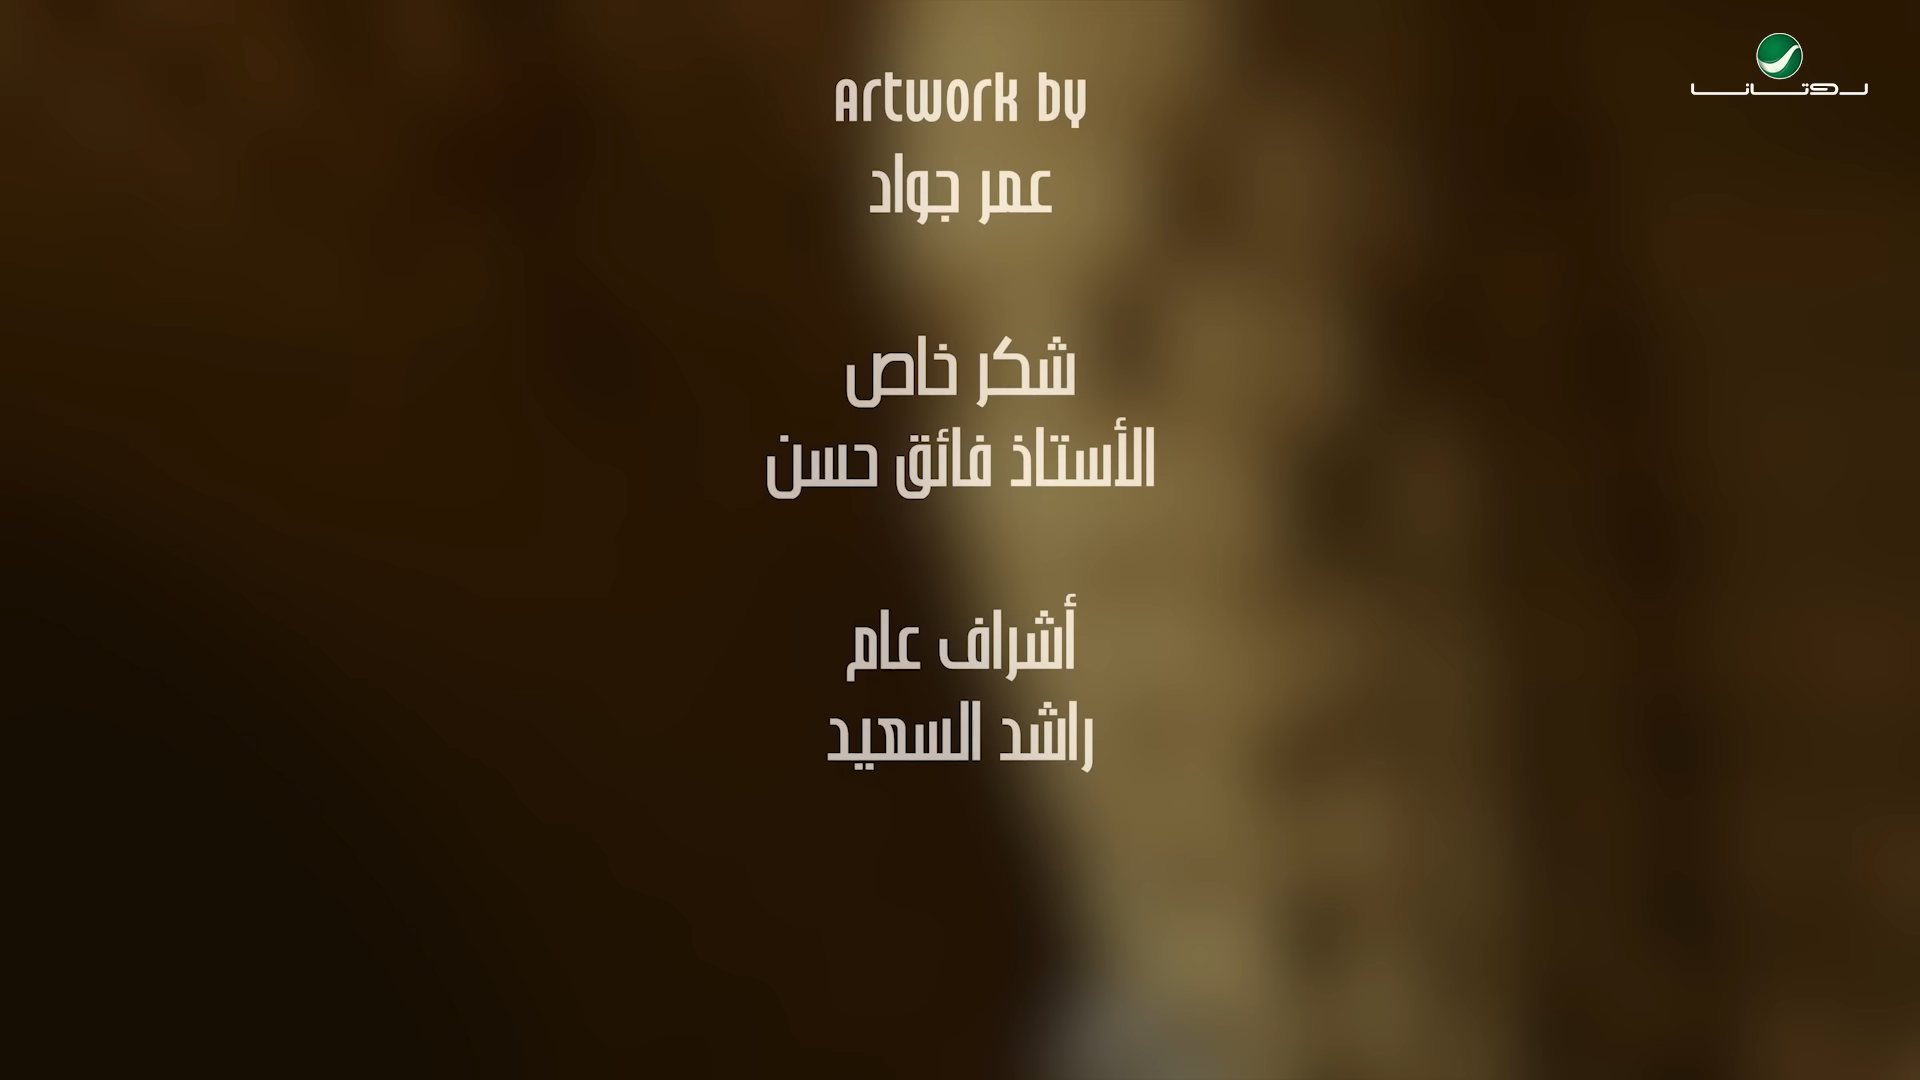 روتانا
Artwork by
عمر جواد
شكر خاص
الأستاذ فائق حسن
أشراف عام
راشد السعيد